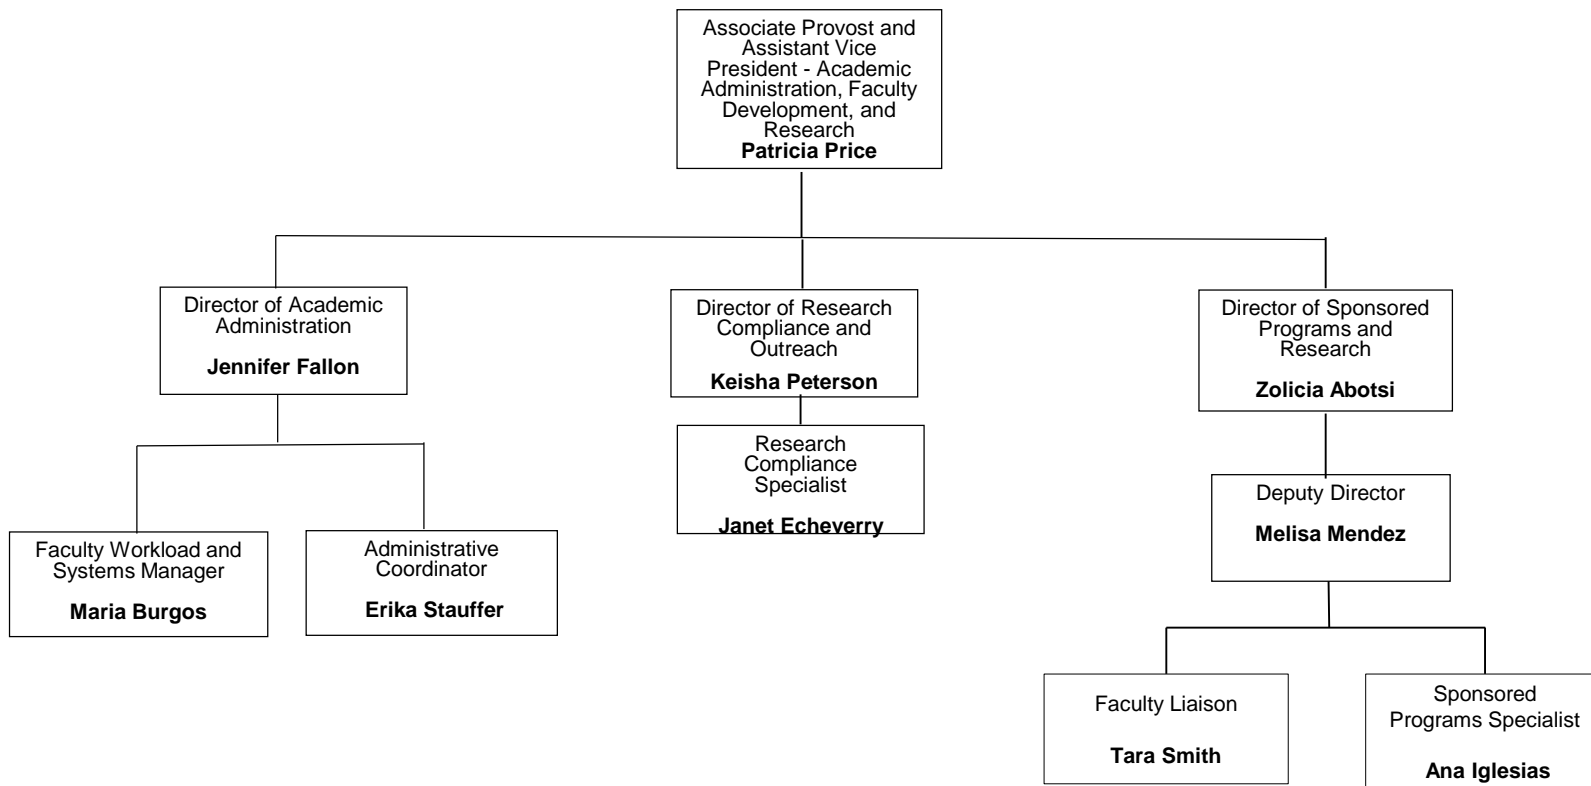 Associate Provost and
Assistant Vice
President - Academic
Administration, Faculty
Development, and
Research
Patricia Price
Director of Academic
Administration
Jennifer Fallon
Director of Research
Compliance and
Outreach
Keisha Peterson
Director of Sponsored
Programs and
Research
Zolicia Abotsi
Research
Compliance
Specialist
Janet Echeverry
Deputy Director
Melisa Mendez
Faculty Workload and
Systems Manager
Maria Burgos
Administrative
Coordinator
Erika Stauffer
Faculty Liaison
Tara Smith
Sponsored
Programs Specialist
Ana Iglesias